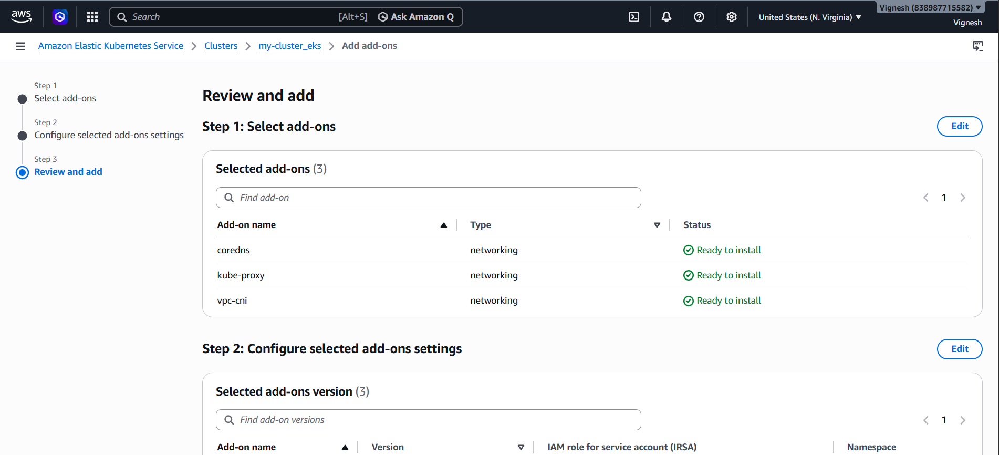 aws
Search [Alt+S] Ask Amazon Q
United States (N. Virginia) ▼
Vignesh (838987715582) ▼
Vignesh
Amazon Elastic Kubernetes Service > Clusters > my-cluster_eks > Add add-ons
Step 1
Select add-ons
Step 2
Configure selected add-ons settings
Step 3
Review and add
Review and add
Step 1: Select add-ons
Edit
Selected add-ons (3)
Find add-on
1
Add-on name Type Status
coredns networking Ready to install
kube-proxy networking Ready to install
vpc-cni networking Ready to install
Step 2: Configure selected add-ons settings
Edit
Selected add-ons version (3)
Find add-on versions
1
Add-on name Version IAM role for service account (IRSA) Namespace